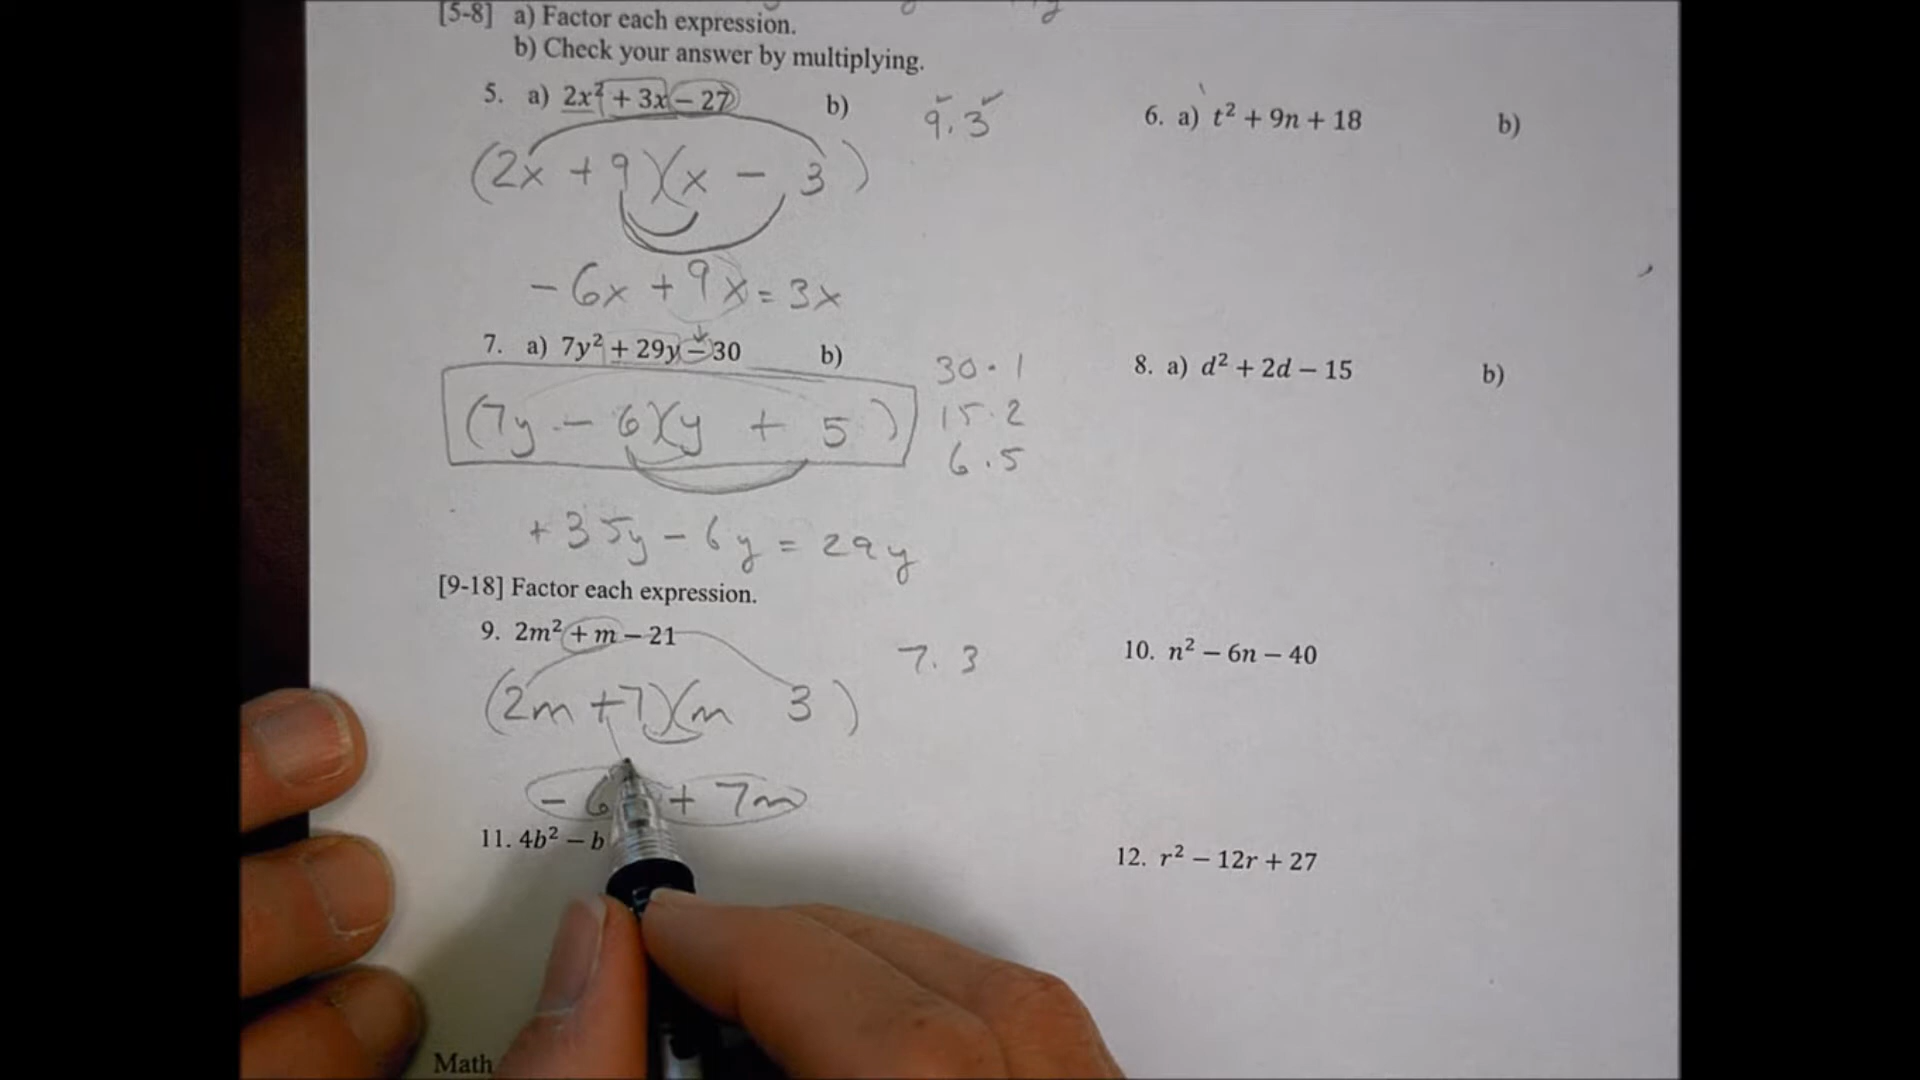 [5-8] a) Factor each expression.
b) Check your answer by multiplying.
5. a) 2x² + 3x − 27 b) 9.3
(2x + 9)(x − 3)
−6x + 9x = 3x
6. a) t² + 9n + 18 b)
7. a) 7y² + 29y − 30 b)
(7y − 6)(y + 5)
+35y − 6y = 29y
30.1
15.2
6.5
8. a) d² + 2d − 15 b)
[9-18] Factor each expression.
9. 2m² + m − 21
7.3
(2m +7)(m 3)
−6 + 7m
10. n² − 6n − 40
11. 4b² − b
12. r² − 12r + 27
Math